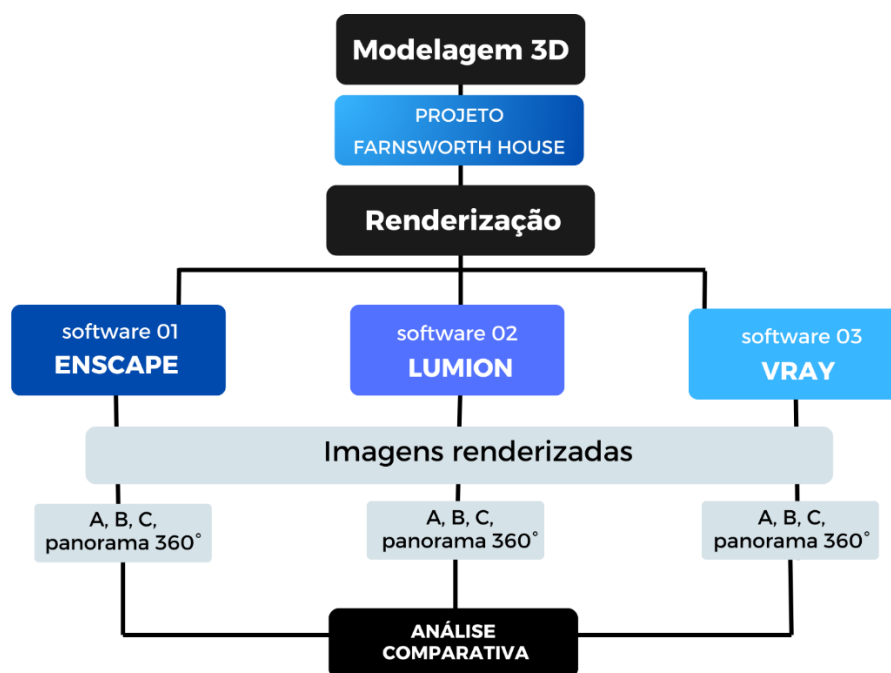 Modelagem 3D
PROJETO
FARNSWORTH HOUSE
Renderização
software 01
ENSCAPE
software 02
LUMION
software 03
VRAY
Imagens renderizadas
A, B, C,
panorama 360°
A, B, C,
panorama 360°
A, B, C,
panorama 360°
ANÁLISE
COMPARATIVA